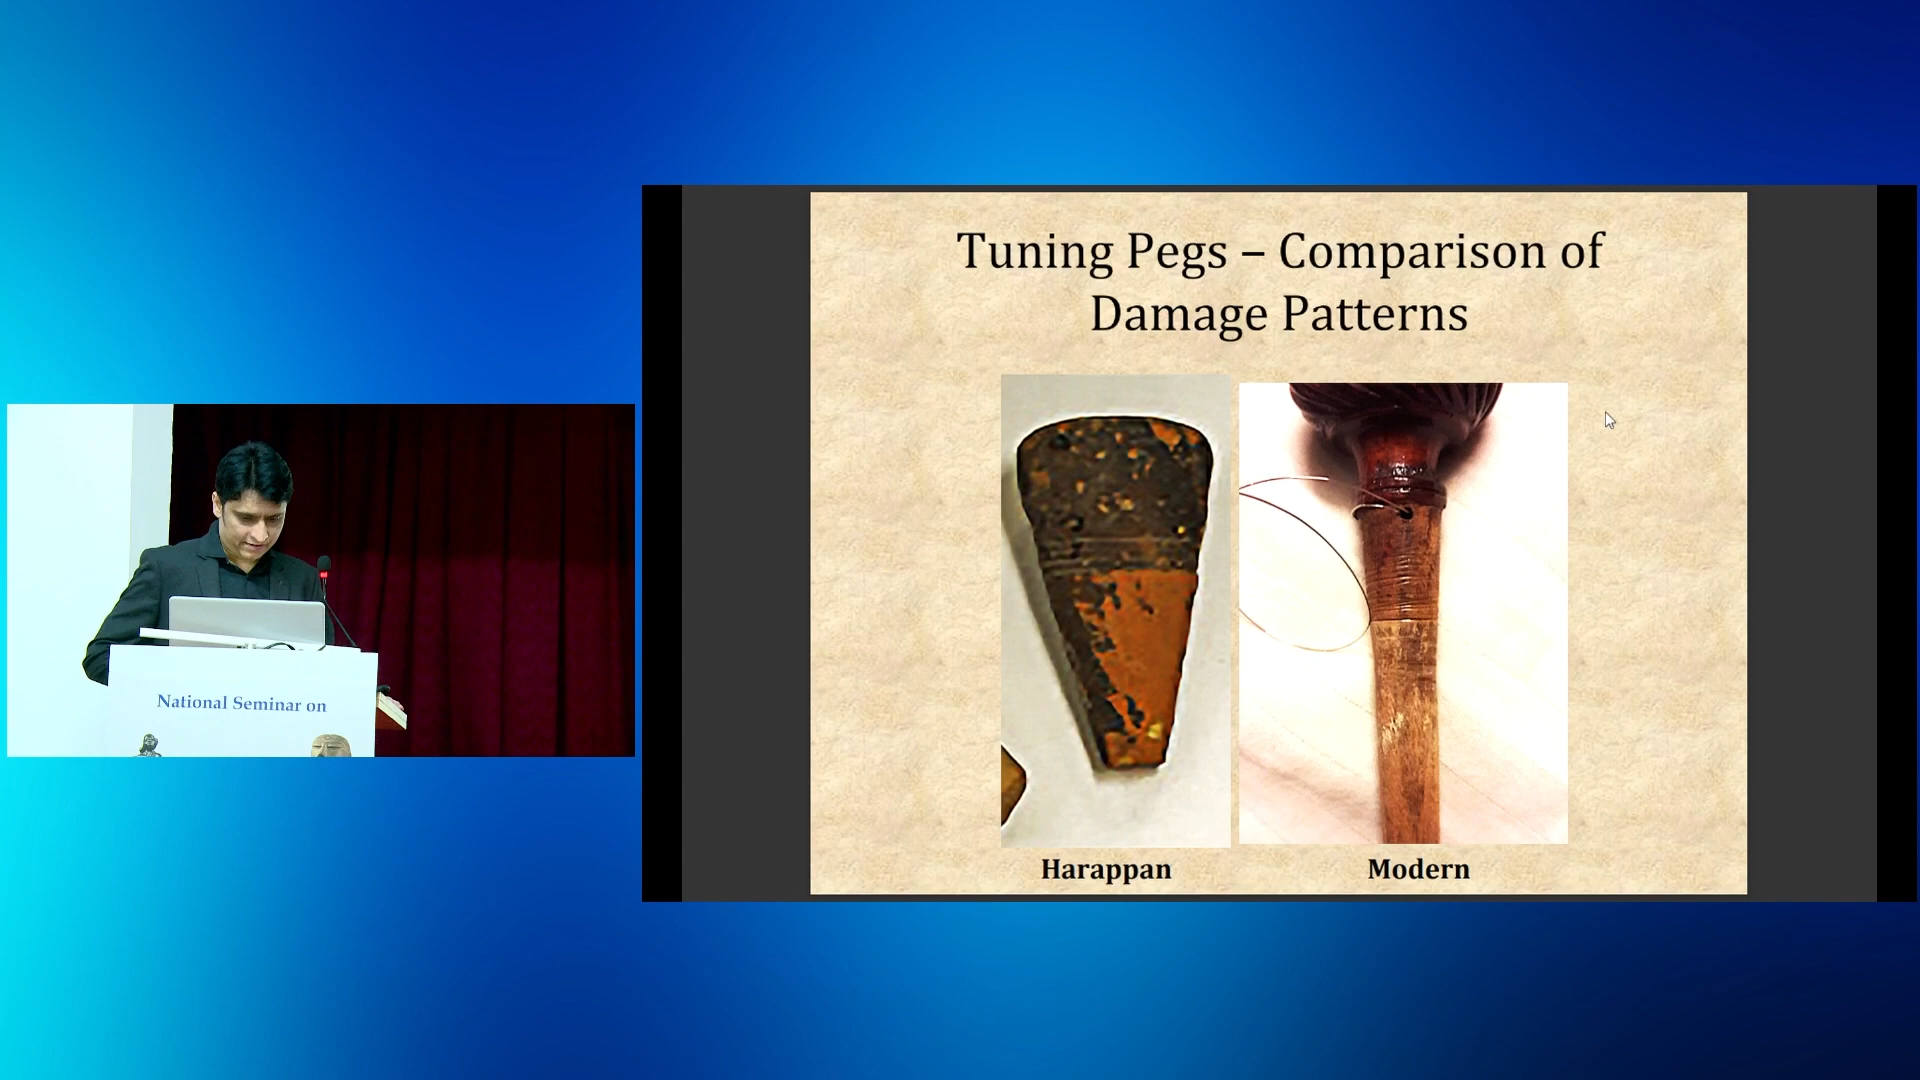 Tuning Pegs – Comparison of
Damage Patterns
Harappan
Modern
National Seminar on